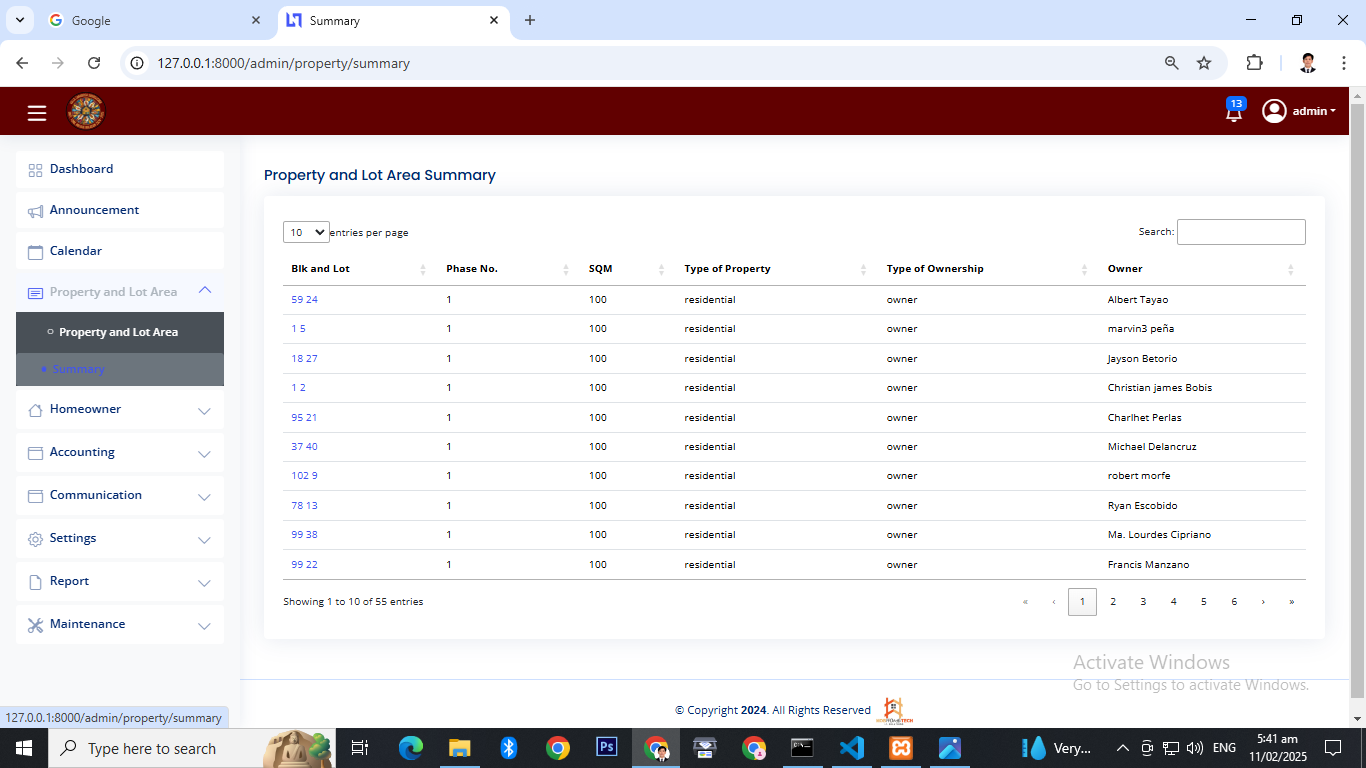 Google
Summary
127.0.0.1:8000/admin/property/summary
13
admin
Dashboard
Announcement
Calendar
Property and Lot Area
Property and Lot Area
Summary
Homeowner
Accounting
Communication
Settings
Report
Maintenance
Property and Lot Area Summary
10 entries per page
Search:
Blk and Lot Phase No. SQM Type of Property Type of Ownership Owner
59 24 1 100 residential owner Albert Tayao
1 5 1 100 residential owner marvin3 peña
18 27 1 100 residential owner Jayson Betorio
1 2 1 100 residential owner Christian james Bobis
95 21 1 100 residential owner Charlhet Perlas
37 40 1 100 residential owner Michael Delancruz
102 9 1 100 residential owner robert morfe
78 13 1 100 residential owner Ryan Escobido
99 38 1 100 residential owner Ma. Lourdes Cipriano
99 22 1 100 residential owner Francis Manzano
Showing 1 to 10 of 55 entries
« ‹ 1 2 3 4 5 6 › »
Activate Windows
Go to Settings to activate Windows.
© Copyright 2024. All Rights Reserved
127.0.0.1:8000/admin/property/summary
Type here to search
Ps
Very...
ENG
5:41 am
11/02/2025